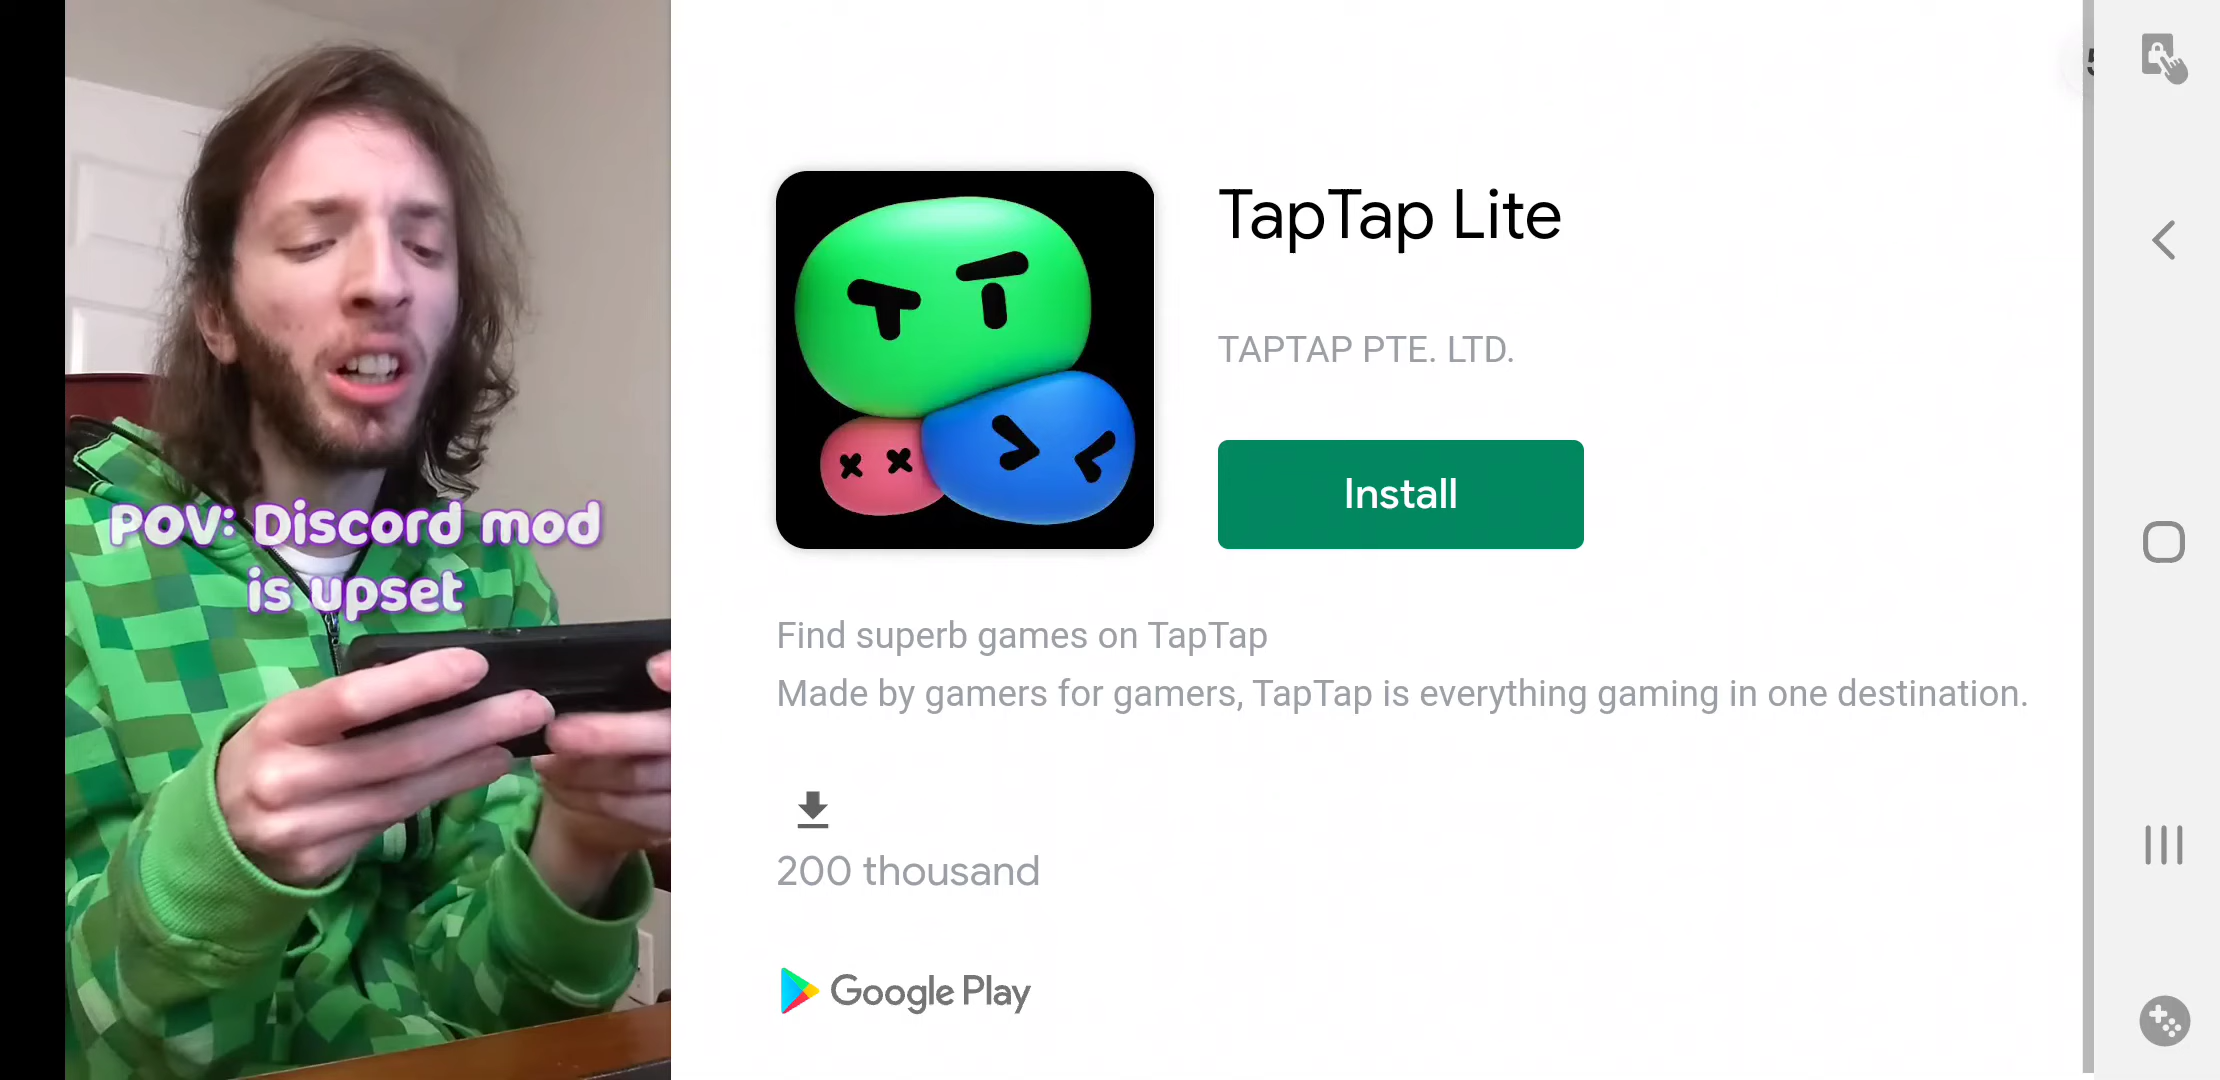 POV: Discord mod
is upset
TapTap Lite
TAPTAP PTE. LTD.
Install
Find superb games on TapTap
Made by gamers for gamers, TapTap is everything gaming in one destination.
200 thousand
Google Play